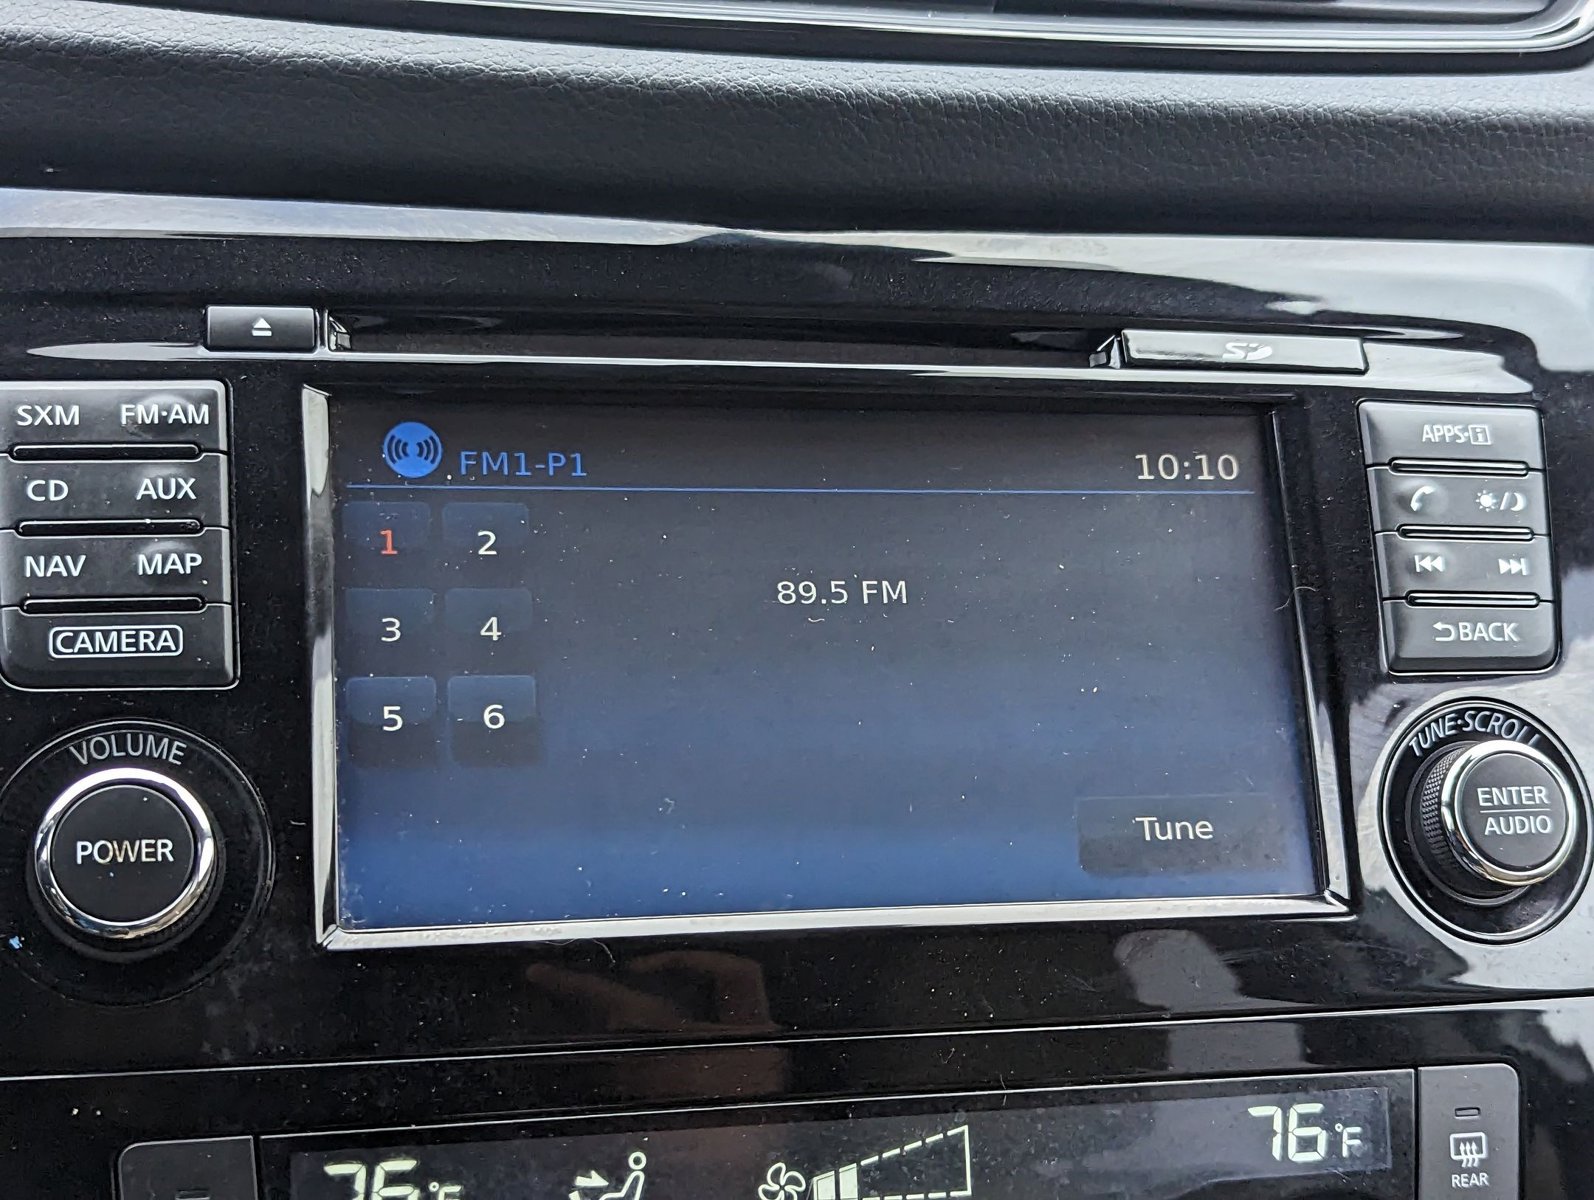 SD
SXM FM·AM
CD AUX
NAV MAP
CAMERA
VOLUME
POWER
FM1-P1 10:10
1 2
3 4
5 6
89.5 FM
Tune
APPS·i
BACK
TUNE·SCROLL
ENTER
AUDIO
76°F
76°F
REAR